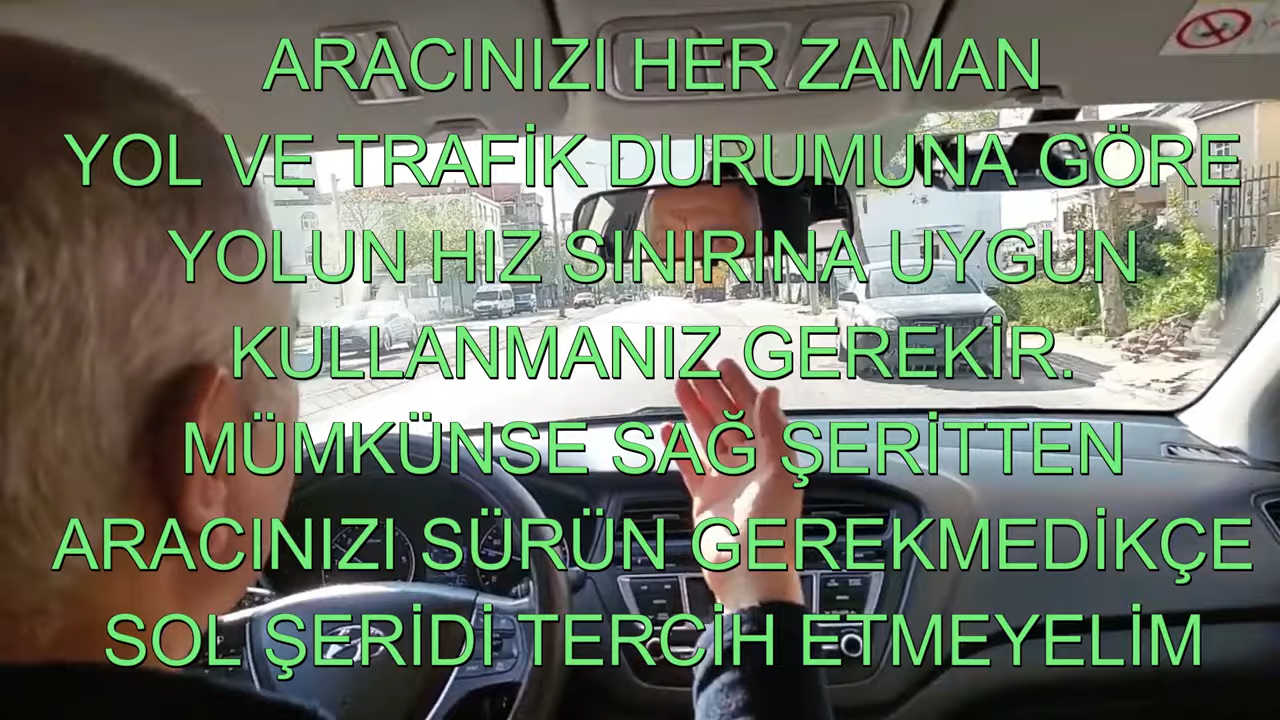 ARACINIZI HER ZAMAN
YOL VE TRAFİK DURUMUNA GÖRE
YOLUN HIZ SINIRINA UYGUN
KULLANMANIZ GEREKİR.
MÜMKÜNSE SAĞ ŞERİTTEN
ARACINIZI SÜRÜN GEREKMEDİKÇE
SOL ŞERİDİ TERCİH ETMEYELİM